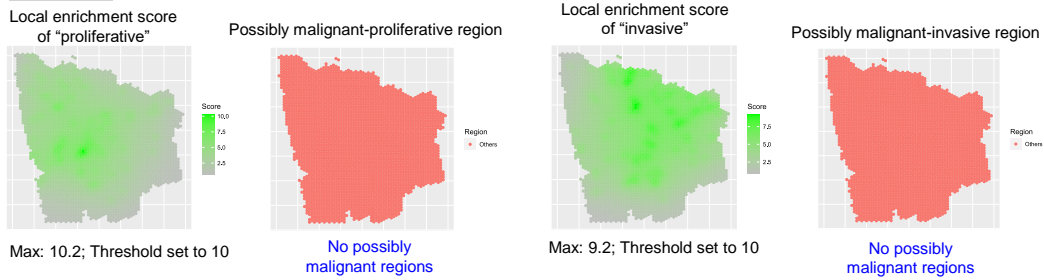 Local enrichment score
of “proliferative”
Score
10,0
7,5
5,0
2,5
Max: 10.2; Threshold set to 10
Possibly malignant-proliferative region
Region
Others
No possibly
malignant regions
Local enrichment score
of “invasive”
Score
7,5
5,0
2,5
Max: 9.2; Threshold set to 10
Possibly malignant-invasive region
Region
Others
No possibly
malignant regions